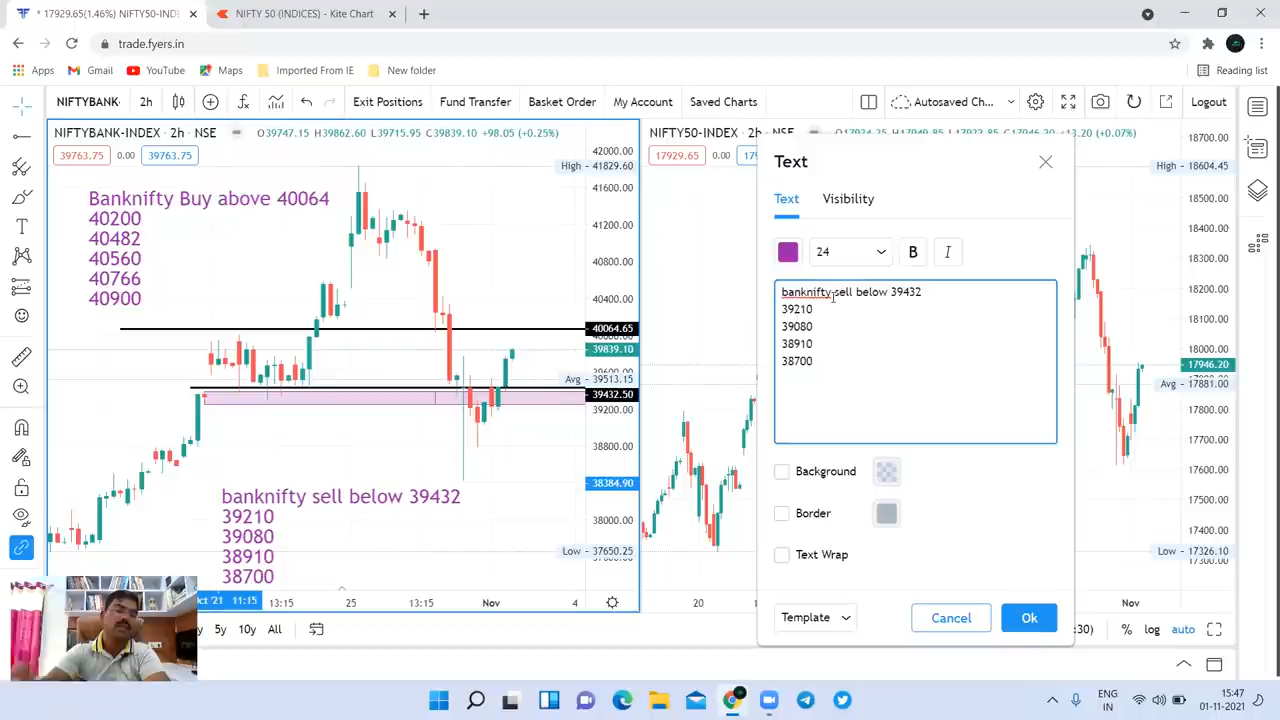 * 17929.65(1.46%) NIFTY50-INDE
NIFTY 50 (INDICES) - Kite Chart
trade.fyers.in
Apps
Gmail
YouTube
Maps
Imported From IE
New folder
Reading list
NIFTYBANK-
2h
Exit Positions
Fund Transfer
Basket Order
My Account
Saved Charts
Autosaved Ch...
Logout
NIFTYBANK-INDEX · 2h · NSE
O39747.15 H39862.60 L39715.95 C39839.10 +98.05 (+0.25%)
39763.75 0.00 39763.75
Banknifty Buy above 40064
40200
40482
40560
40766
40900
banknifty sell below 39432
39210
39080
38910
38700
42000.00
High - 41829.60
41600.00
41200.00
40800.00
40400.00
40064.65
39839.10
Avg - 39513.15
39432.50
39200.00
38800.00
38384.90
38000.00
Low - 37650.25
Oct '21 11:15
13:15
25
13:15
Nov
4
5y
10y
All
NIFTY50-INDEX · 2h
17929.65 0.00
Text
Text
Visibility
24
B
I
banknifty sell below 39432
39210
39080
38910
38700
Background
Border
Text Wrap
Template
Cancel
Ok
(+0.07%)
18700.00
High - 18604.45
18500.00
18400.00
18300.00
18200.00
18100.00
18000.00
17946.20
Avg - 17881.00
17800.00
17700.00
17600.00
17500.00
17400.00
Low - 17326.10
17300.00
20
Nov
:30)
%
log
auto
ENG
IN
15:47
01-11-2021